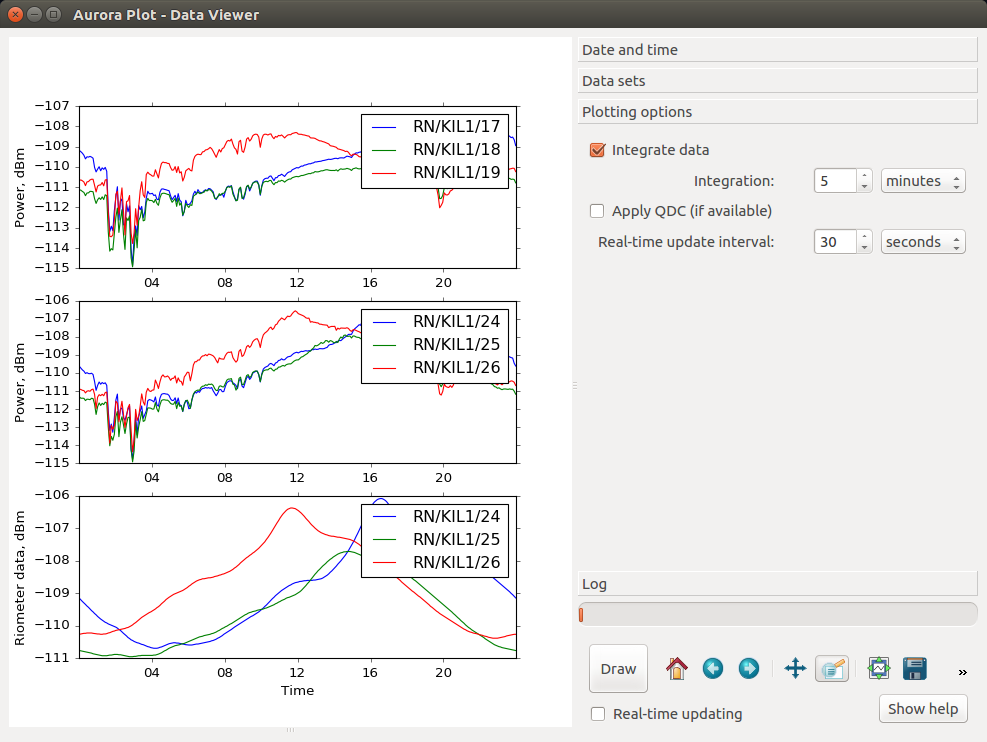 Aurora Plot - Data Viewer
Power, dBm
−107
−108
−109
−110
−111
−112
−113
−114
−115
RN/KIL1/17
RN/KIL1/18
RN/KIL1/19
04 08 12 16 20
Power, dBm
−106
−107
−108
−109
−110
−111
−112
−113
−114
−115
RN/KIL1/24
RN/KIL1/25
RN/KIL1/26
04 08 12 16 20
Riometer data, dBm
−106
−107
−108
−109
−110
−111
RN/KIL1/24
RN/KIL1/25
RN/KIL1/26
Time
Date and time
Data sets
Plotting options
Integrate data
Integration: 5 minutes
Apply QDC (if available)
Real-time update interval: 30 seconds
Log
Draw
»
Real-time updating
Show help